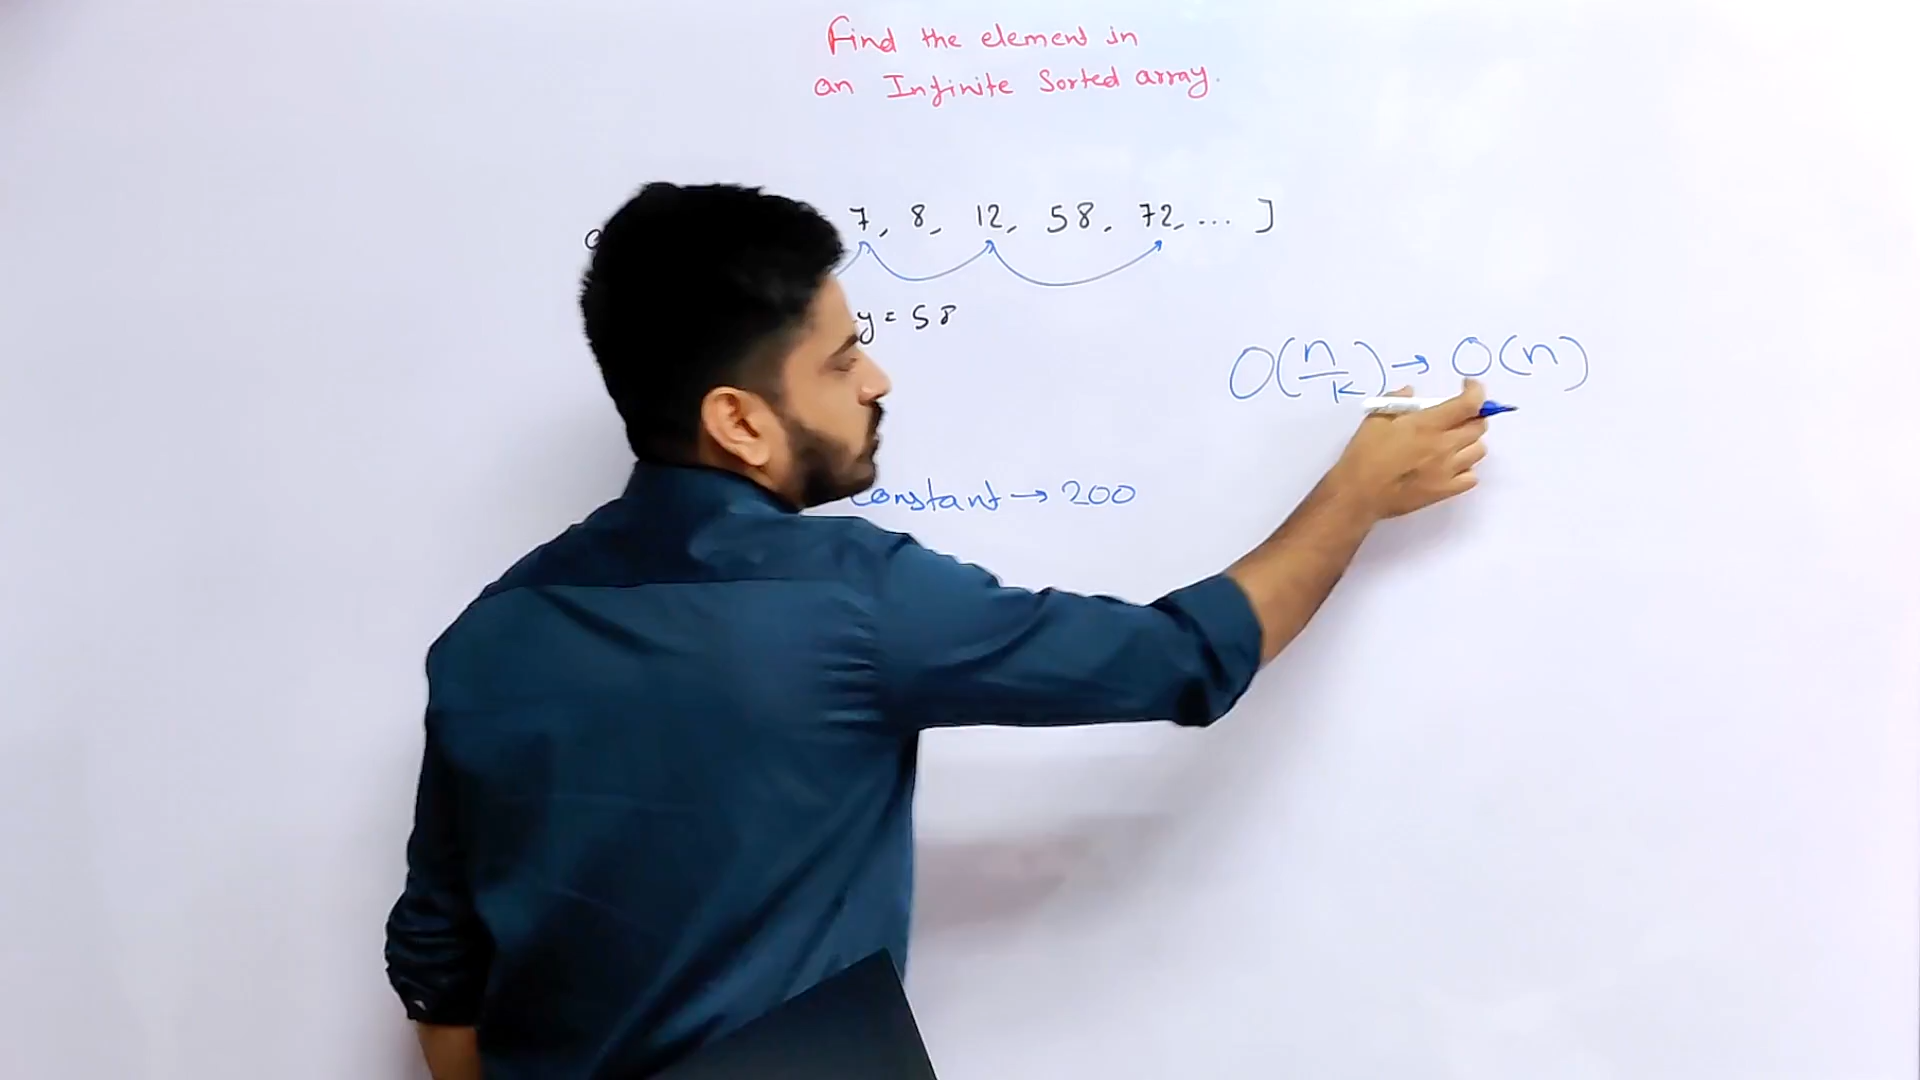 Find the element in
an Infinite Sorted array.
7, 8, 12, 58, 72, ... ]
y = 58
O(n/k) → O(n)
constant → 200